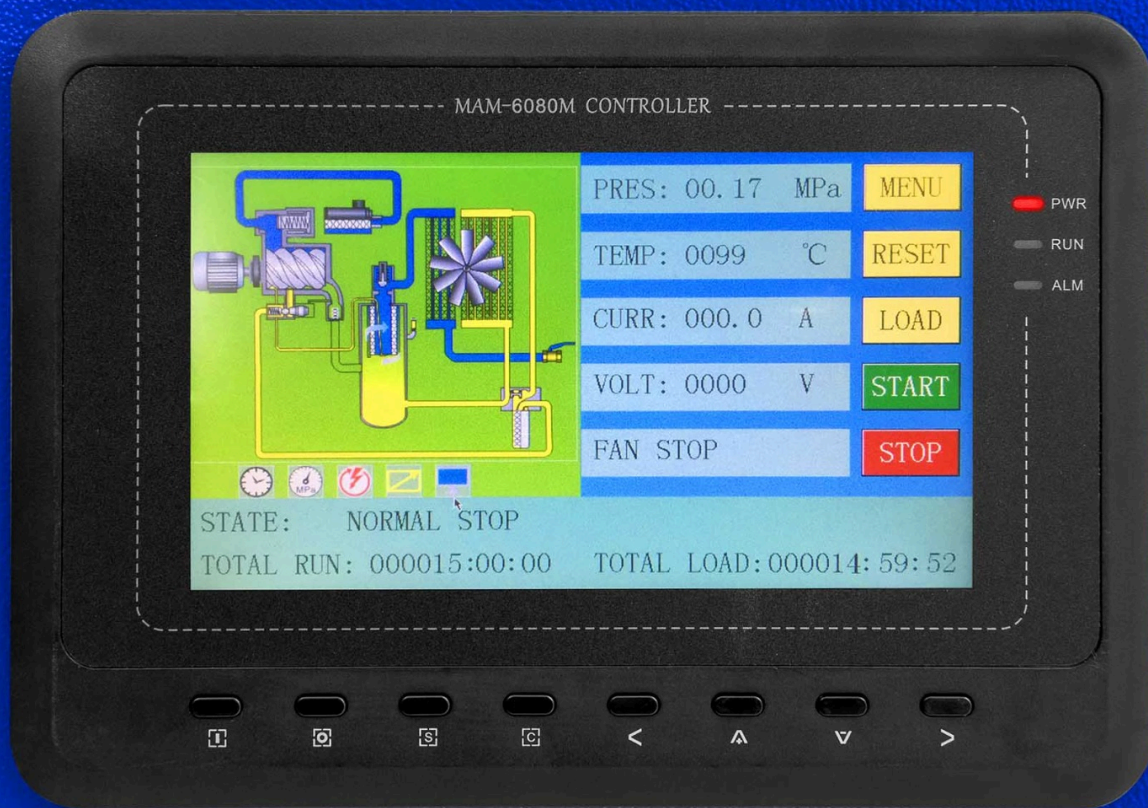 MAM-6080M CONTROLLER
PRES: 00.17 MPa
MENU
PWR
TEMP: 0099 ℃
RESET
RUN
ALM
CURR: 000.0 A
LOAD
VOLT: 0000 V
START
FAN STOP
STOP
MPa
STATE: NORMAL STOP
TOTAL RUN: 000015:00:00 TOTAL LOAD:000014:59:52
I O S C < >